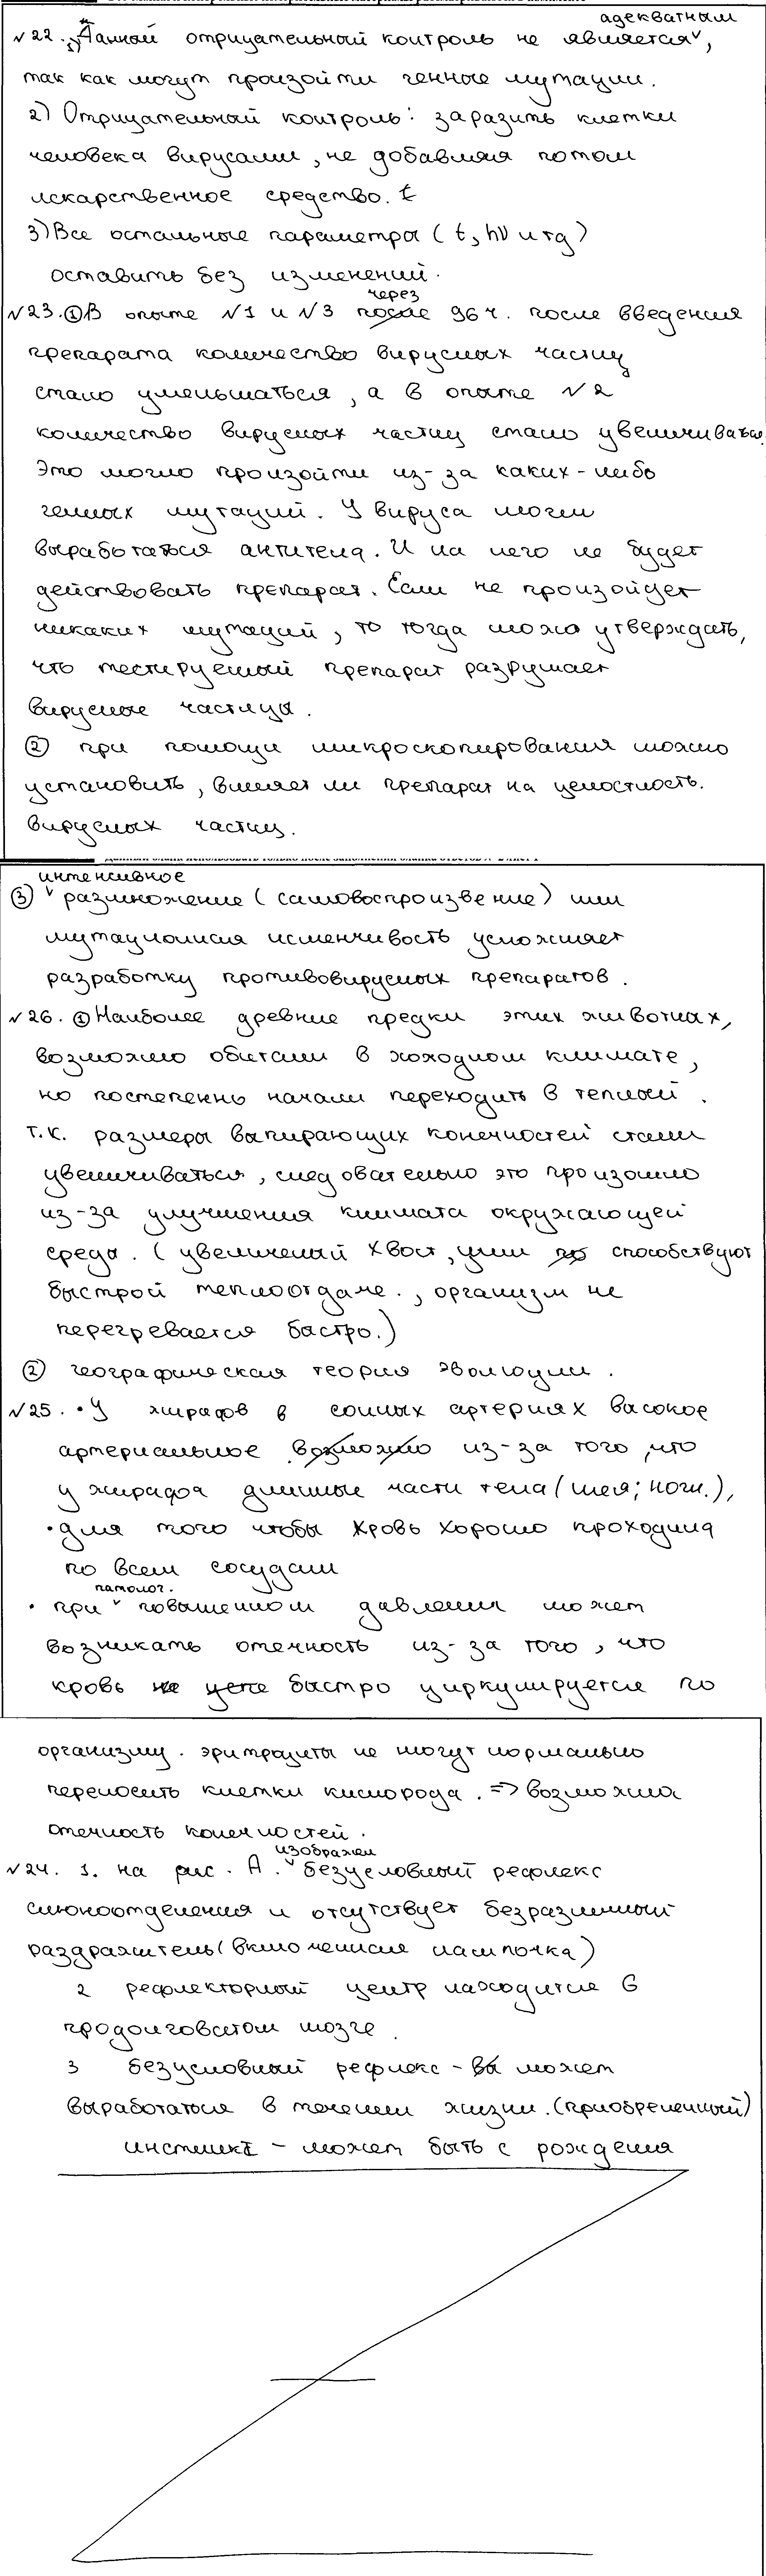 адекватным
№22. 1) Данный отрицательный контроль не является,
так как могут произойти генные мутации.
2) Отрицательный контроль: заразить клетки
человека вирусами, не добавляя потом
лекарственное средство.
3) Все остальные параметры (t, hν и тд)
оставить без изменений.
через
№23. ① В опыте №1 и №3 после 96 ч. после введения
препарата количество вирусных частиц
стало уменьшаться, а в опыте №2
количество вирусных частиц стало увеличиваться.
Это могло произойти из-за каких-либо
генных мутаций. У вируса могли
выработаться антитела. И на него не будет
действовать препарат. Если не произойдет
никаких мутаций, то тогда можно утверждать,
что тестируемый препарат разрушает
вирусные частицы.
② при помощи микроскопирования можно
установить, влияет ли препарат на целостность.
вирусных частиц.
интенсивное
③ размножение (самовоспроизвение) или
мутационная изменчивость усложняет
разработку противовирусных препаратов.
№26. ① Наиболее древние предки этих животных,
возможно обитали в холодном климате,
но постепенно начали переходить в теплый.
т.к. размеры выпирающих конечностей стали
увеличиваться, следовательно это произошло
из-за улучшения климата окружающей
среды. (увеличеный хвост, уши способствуют
быстрой теплоотдаче., организм не
перегревается быстро.)
② географическая теория эволюции.
№25. • У жирафов в сонных артериях высокое
артериальное возможно из-за того, что
у жирафа длинные части тела (шея; ноги.),
• для того чтобы кровь хорошо проходила
по всем сосудам
патолог.
• при повышенном давлении может
возникать отечность из-за того, что
кровь не быстро циркулируется по
организму. эритроциты не могут нормально
переносить клетки кислорода. => возможна
отечность конечностей.
изображен
№24. 1. на рис. А. безусловный рефлекс
слюноотделения и отсутствует безразличный
раздражитель (включенная лампочка)
2 рефлекторный центр находится в
продолговатом мозге.
3 безусловный рефлекс - может
выработаться в течении жизни. (приобретенный)
инстинкт - может быть с рождения